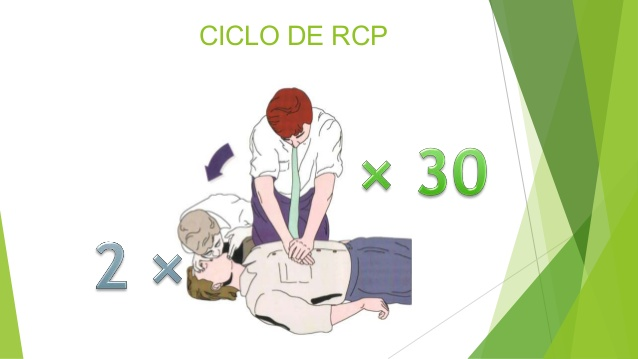 CICLO DE RCP
× 30
2 ×